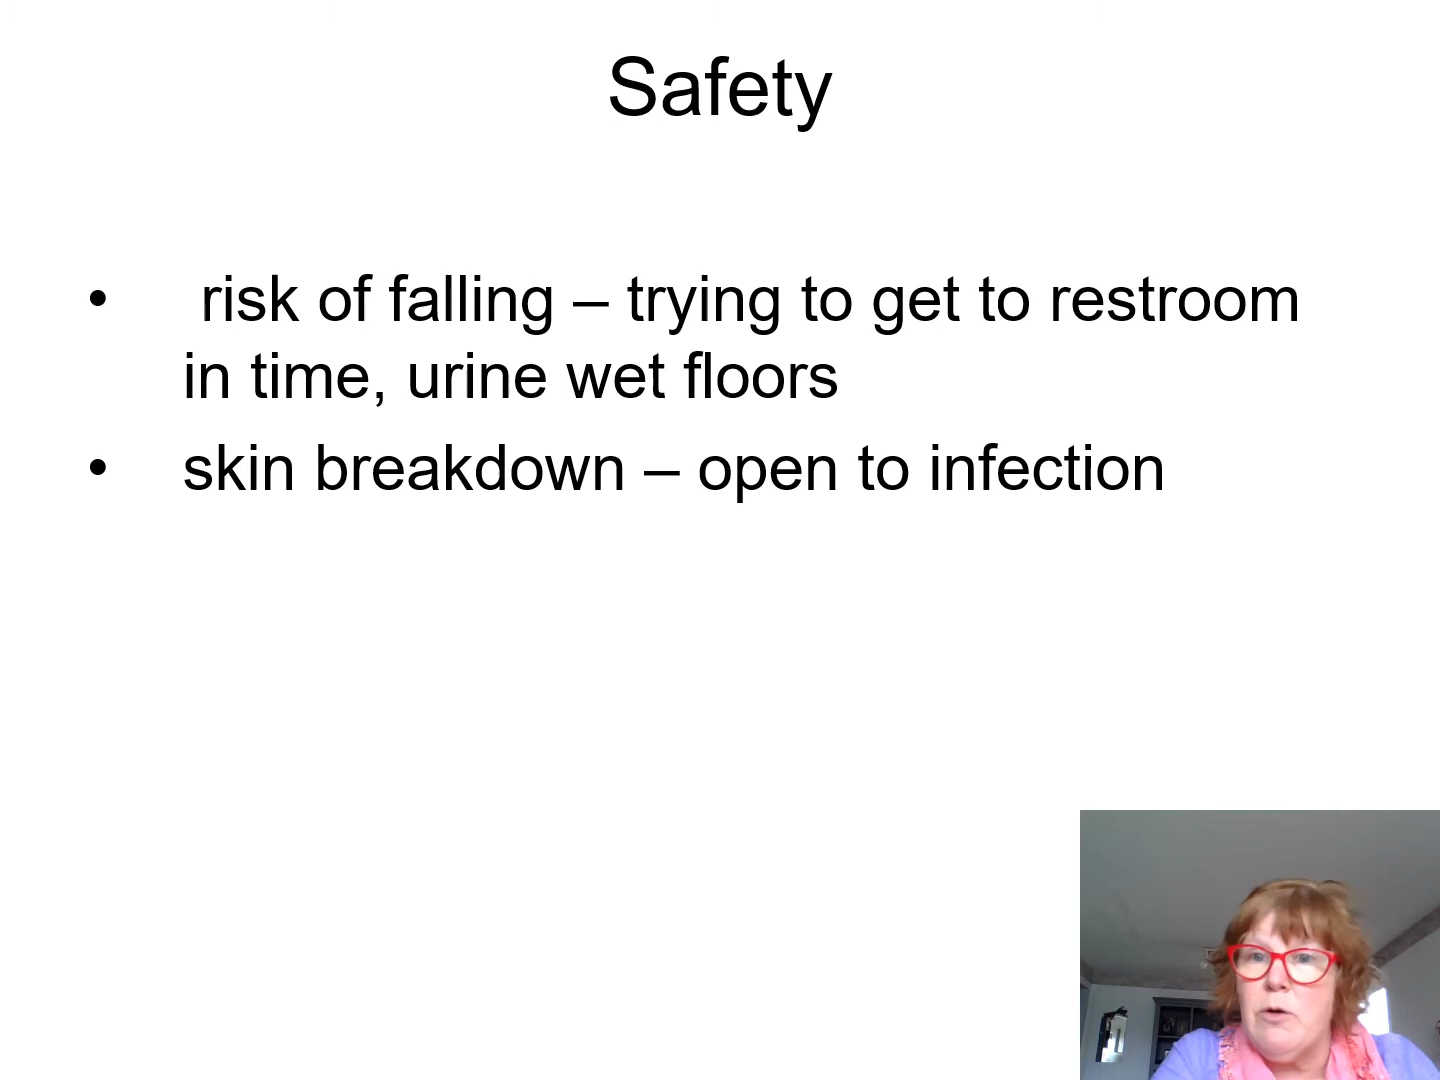 Safety
• risk of falling – trying to get to restroom
in time, urine wet floors
• skin breakdown – open to infection